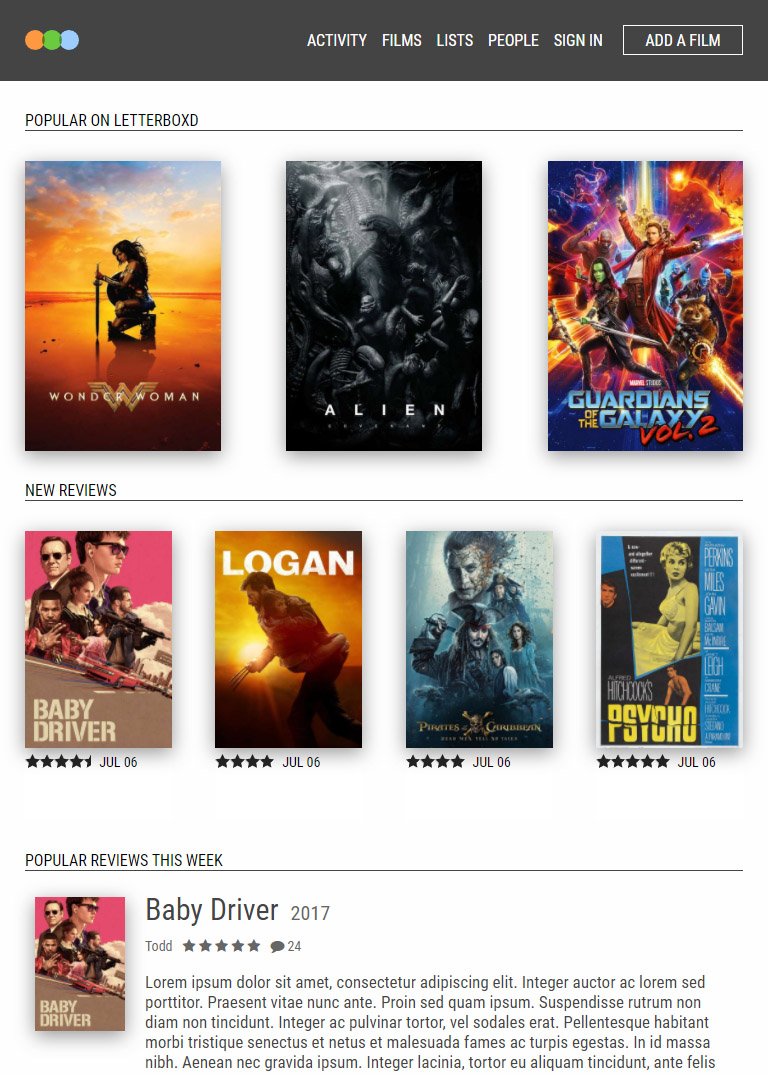 ACTIVITY FILMS LISTS PEOPLE SIGN IN ADD A FILM
POPULAR ON LETTERBOXD
WONDER WOMAN
ALIEN
COVENANT
MARVEL STUDIOS
GUARDIANS
OF THE GALAXY
VOL. 2
NEW REVIEWS
BABY
DRIVER
LOGAN
PIRATES of the CARIBBEAN
DEAD MEN TELL NO TALES
PERKINS
MILES
GAVIN
BALSAM
McINTIRE
LEIGH
ALFRED
HITCHCOCK'S
PSYCHO
JUL 06
JUL 06
JUL 06
JUL 06
POPULAR REVIEWS THIS WEEK
BABY
DRIVER
Baby Driver 2017
Todd 24
Lorem ipsum dolor sit amet, consectetur adipiscing elit. Integer auctor ac lorem sed
porttitor. Praesent vitae nunc ante. Proin sed quam ipsum. Suspendisse rutrum non
diam non tincidunt. Integer ac pulvinar tortor, vel sodales erat. Pellentesque habitant
morbi tristique senectus et netus et malesuada fames ac turpis egestas. In id massa
nibh. Aenean nec gravida ipsum. Integer lacinia, tortor eu aliquam tincidunt, ante felis